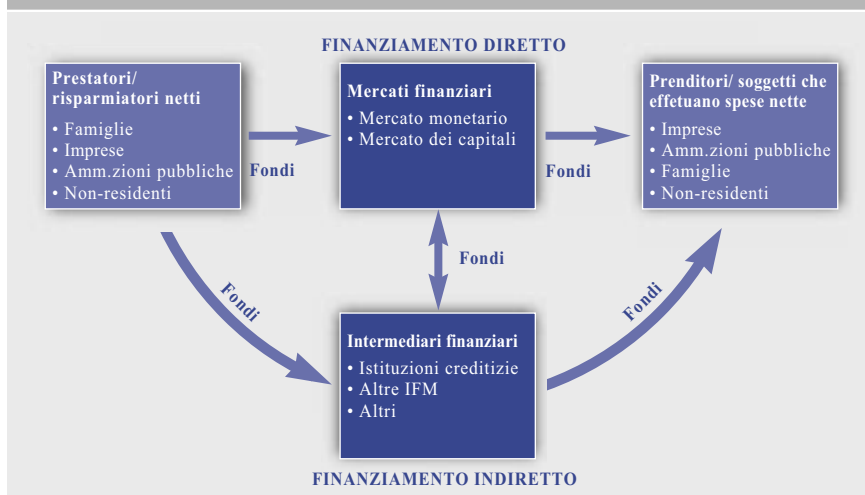 FINANZIAMENTO DIRETTO
Prestatori/
risparmiatori netti
• Famiglie
• Imprese
• Amm.zioni pubbliche
• Non-residenti
Fondi
Mercati finanziari
• Mercato monetario
• Mercato dei capitali
Fondi
Prenditori/ soggetti che
effetuano spese nette
• Imprese
• Amm.zioni pubbliche
• Famiglie
• Non-residenti
Fondi
Fondi
Fondi
Intermediari finanziari
• Istituzioni creditizie
• Altre IFM
• Altri
FINANZIAMENTO INDIRETTO